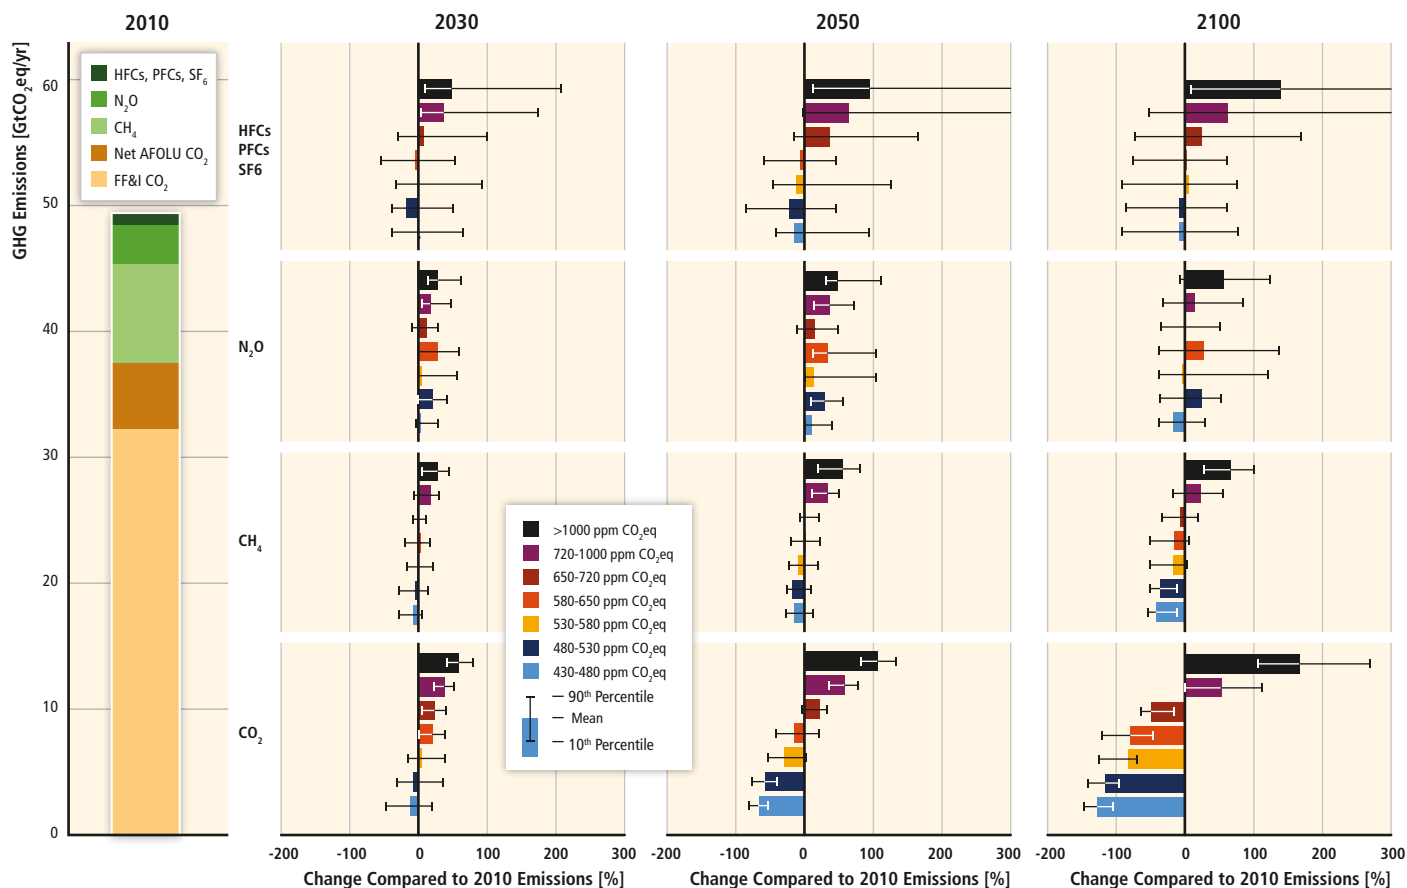 2010
2030
2050
2100
GHG Emissions [GtCO₂eq/yr]
60
50
40
30
20
10
0
HFCs, PFCs, SF₆
N₂O
CH₄
Net AFOLU CO₂
FF&I CO₂
HFCs
PFCs
SF6
N₂O
CH₄
CO₂
>1000 ppm CO₂eq
720-1000 ppm CO₂eq
650-720 ppm CO₂eq
580-650 ppm CO₂eq
530-580 ppm CO₂eq
480-530 ppm CO₂eq
430-480 ppm CO₂eq
90th Percentile
Mean
10th Percentile
-200 -100 0 100 200 300
-200 -100 0 100 200 300
-200 -100 0 100 200 300
Change Compared to 2010 Emissions [%]
Change Compared to 2010 Emissions [%]
Change Compared to 2010 Emissions [%]